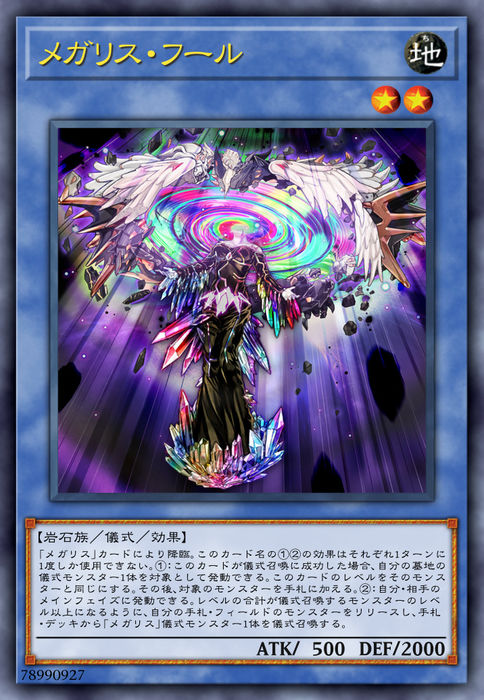 メガリス・フール
ち
地
【岩石族／儀式／効果】
「メガリス」カードにより降臨。このカード名の①②の効果はそれぞれ1ターンに
1度しか使用できない。①：このカードが儀式召喚に成功した場合、自分の墓地の
儀式モンスター1体を対象として発動できる。このカードのレベルをそのモンス
ターと同じにする。その後、対象のモンスターを手札に加える。②：自分・相手の
メインフェイズに発動できる。レベルの合計が儀式召喚するモンスターのレベ
ル以上になるように、自分の手札・フィールドのモンスターをリリースし、手札
・デッキから「メガリス」儀式モンスター1体を儀式召喚する。
ATK/ 500 DEF/2000
78990927